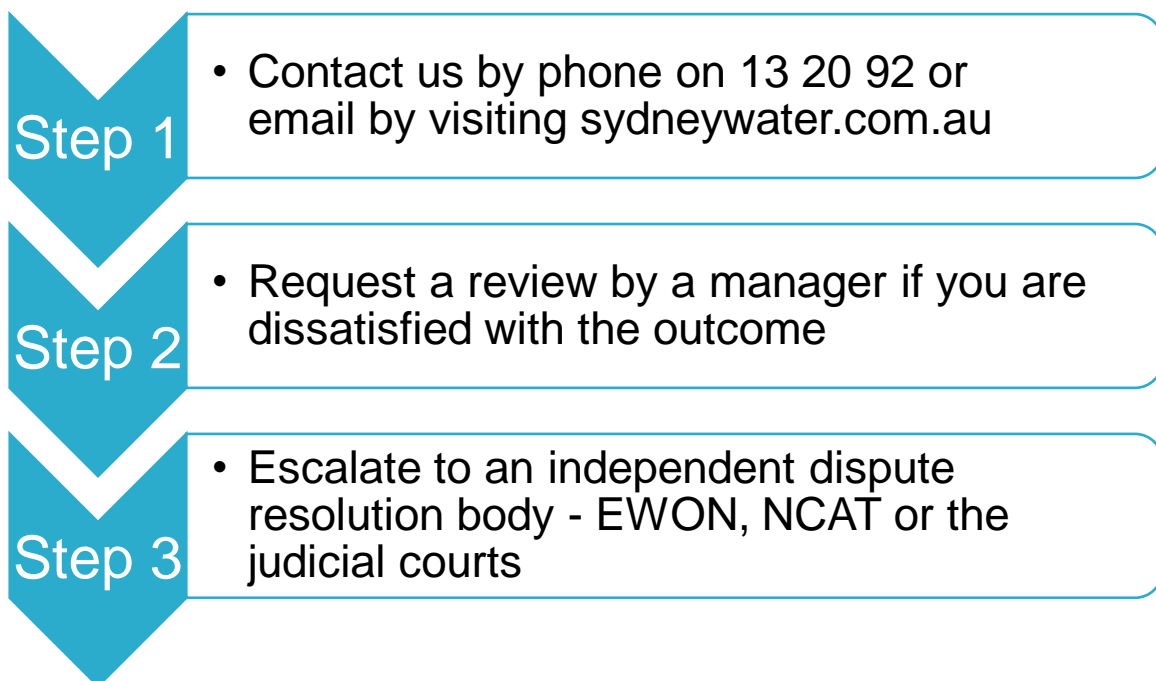 Step 1
• Contact us by phone on 13 20 92 or
email by visiting sydneywater.com.au
Step 2
• Request a review by a manager if you are
dissatisfied with the outcome
Step 3
• Escalate to an independent dispute
resolution body - EWON, NCAT or the
judicial courts